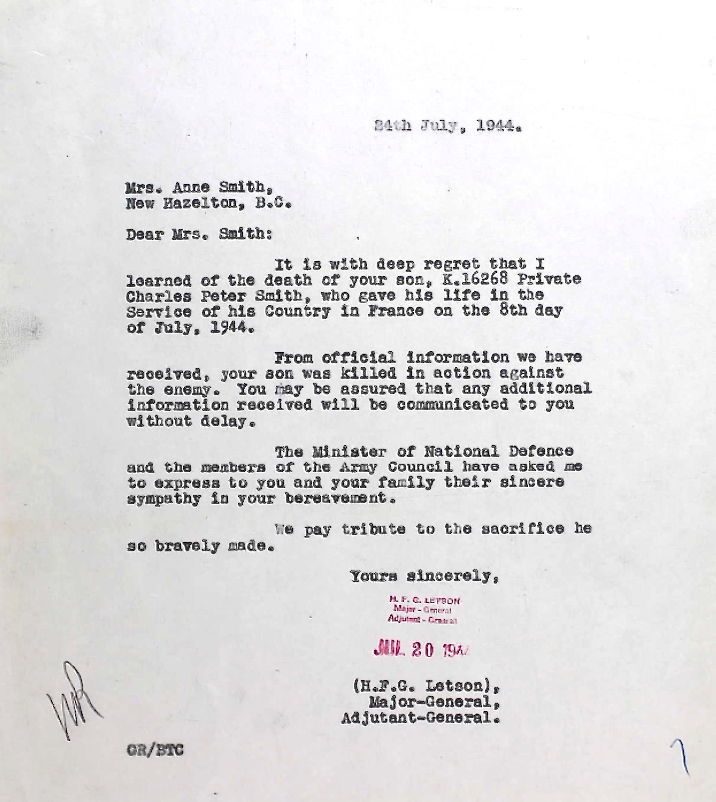 24th July, 1944.
Mrs. Anne Smith,
New Hazelton, B.C.
Dear Mrs. Smith:
It is with deep regret that I
learned of the death of your son, K.16268 Private
Charles Peter Smith, who gave his life in the
Service of his Country in France on the 8th day
of July, 1944.
From official information we have
received, your son was killed in action against
the enemy. You may be assured that any additional
information received will be communicated to you
without delay.
The Minister of National Defence
and the members of the Army Council have asked me
to express to you and your family their sincere
sympathy in your bereavement.
We pay tribute to the sacrifice he
so bravely made.
Yours sincerely,
H. F. G. LETSON
Major - General
Adjutant - General
JUL 20 194
(H.F.G. Letson),
Major-General,
Adjutant-General.
GR/BTC